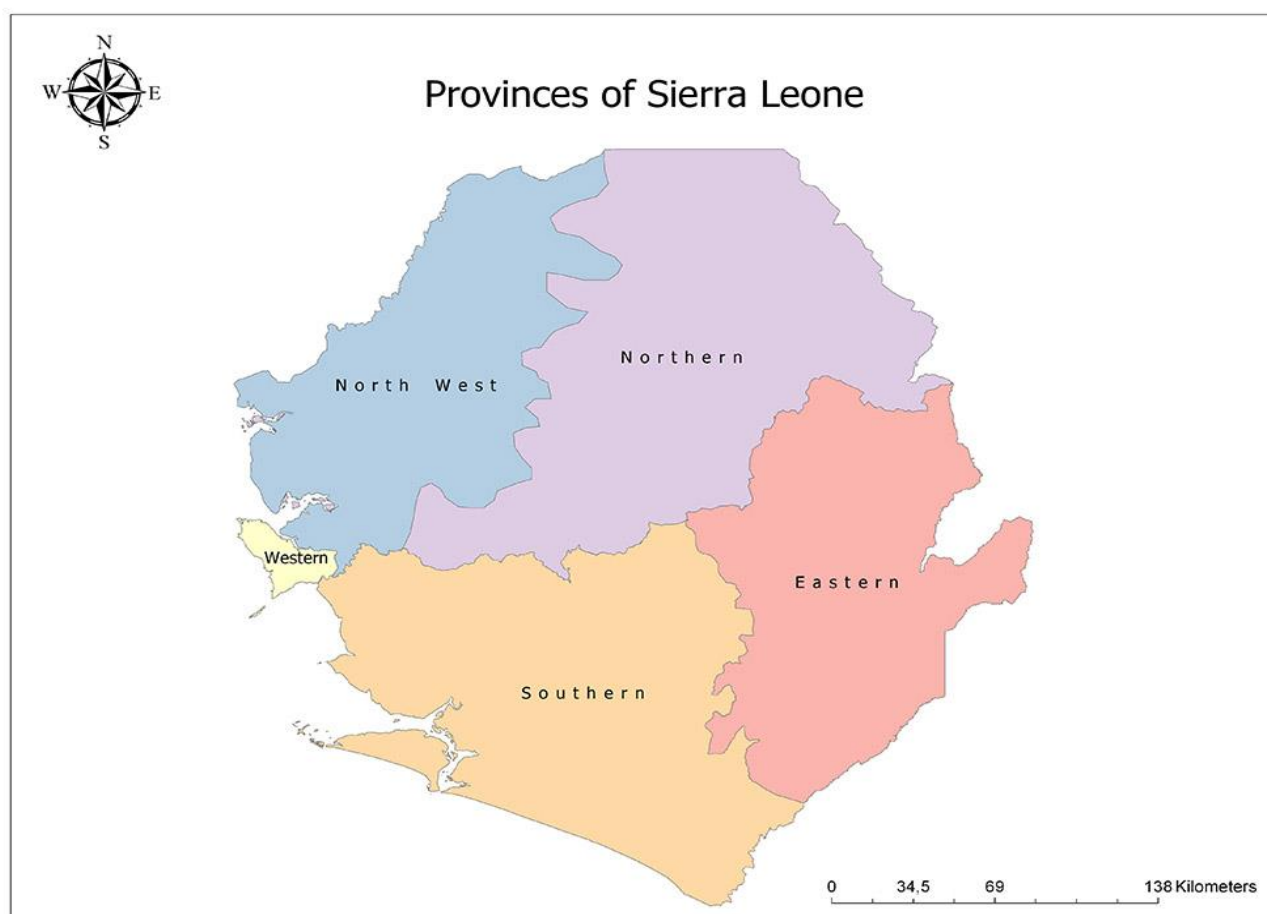 N
W E
S
Provinces of Sierra Leone
Northern
North West
Western
Eastern
Southern
0 34,5 69 138 Kilometers